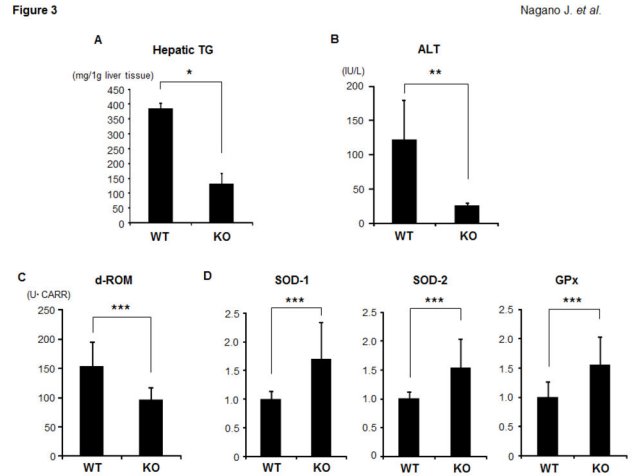 Figure 3
Nagano J. et al.
A
Hepatic TG
(mg/1g liver tissue)
*
450
400
350
300
250
200
150
100
50
0
WT KO
B
ALT
(IU/L)
**
200
150
100
50
0
WT KO
C
d-ROM
(U· CARR)
***
250
200
150
100
50
0
WT KO
D
SOD-1
***
2.5
2.0
1.5
1.0
0.5
0
WT KO
SOD-2
***
2.5
2.0
1.5
1.0
0.5
0
WT KO
GPx
***
2.5
2.0
1.5
1.0
0.5
0
WT KO